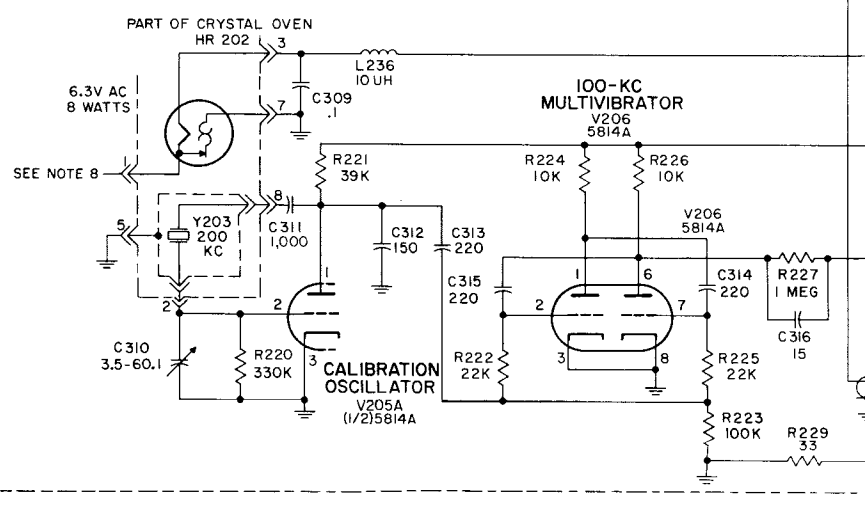 PART OF CRYSTAL OVEN
HR 202
3
6.3V AC
8 WATTS
L236
10 UH
C309
.1
7
1
SEE NOTE 8
100-KC
MULTIVIBRATOR
V206
5814A
R221
39K
R224
10K
R226
10K
5
Y203
200
KC
8
C311
1,000
C312
150
C313
220
V206
5814A
R227
1 MEG
C316
15
C315
220
C314
220
1
6
2
7
3
8
2
1
2
3
C310
3.5-60.1
R220
330K
CALIBRATION
OSCILLATOR
V205A
(1/2)5814A
R222
22K
R225
22K
R223
100K
R229
33